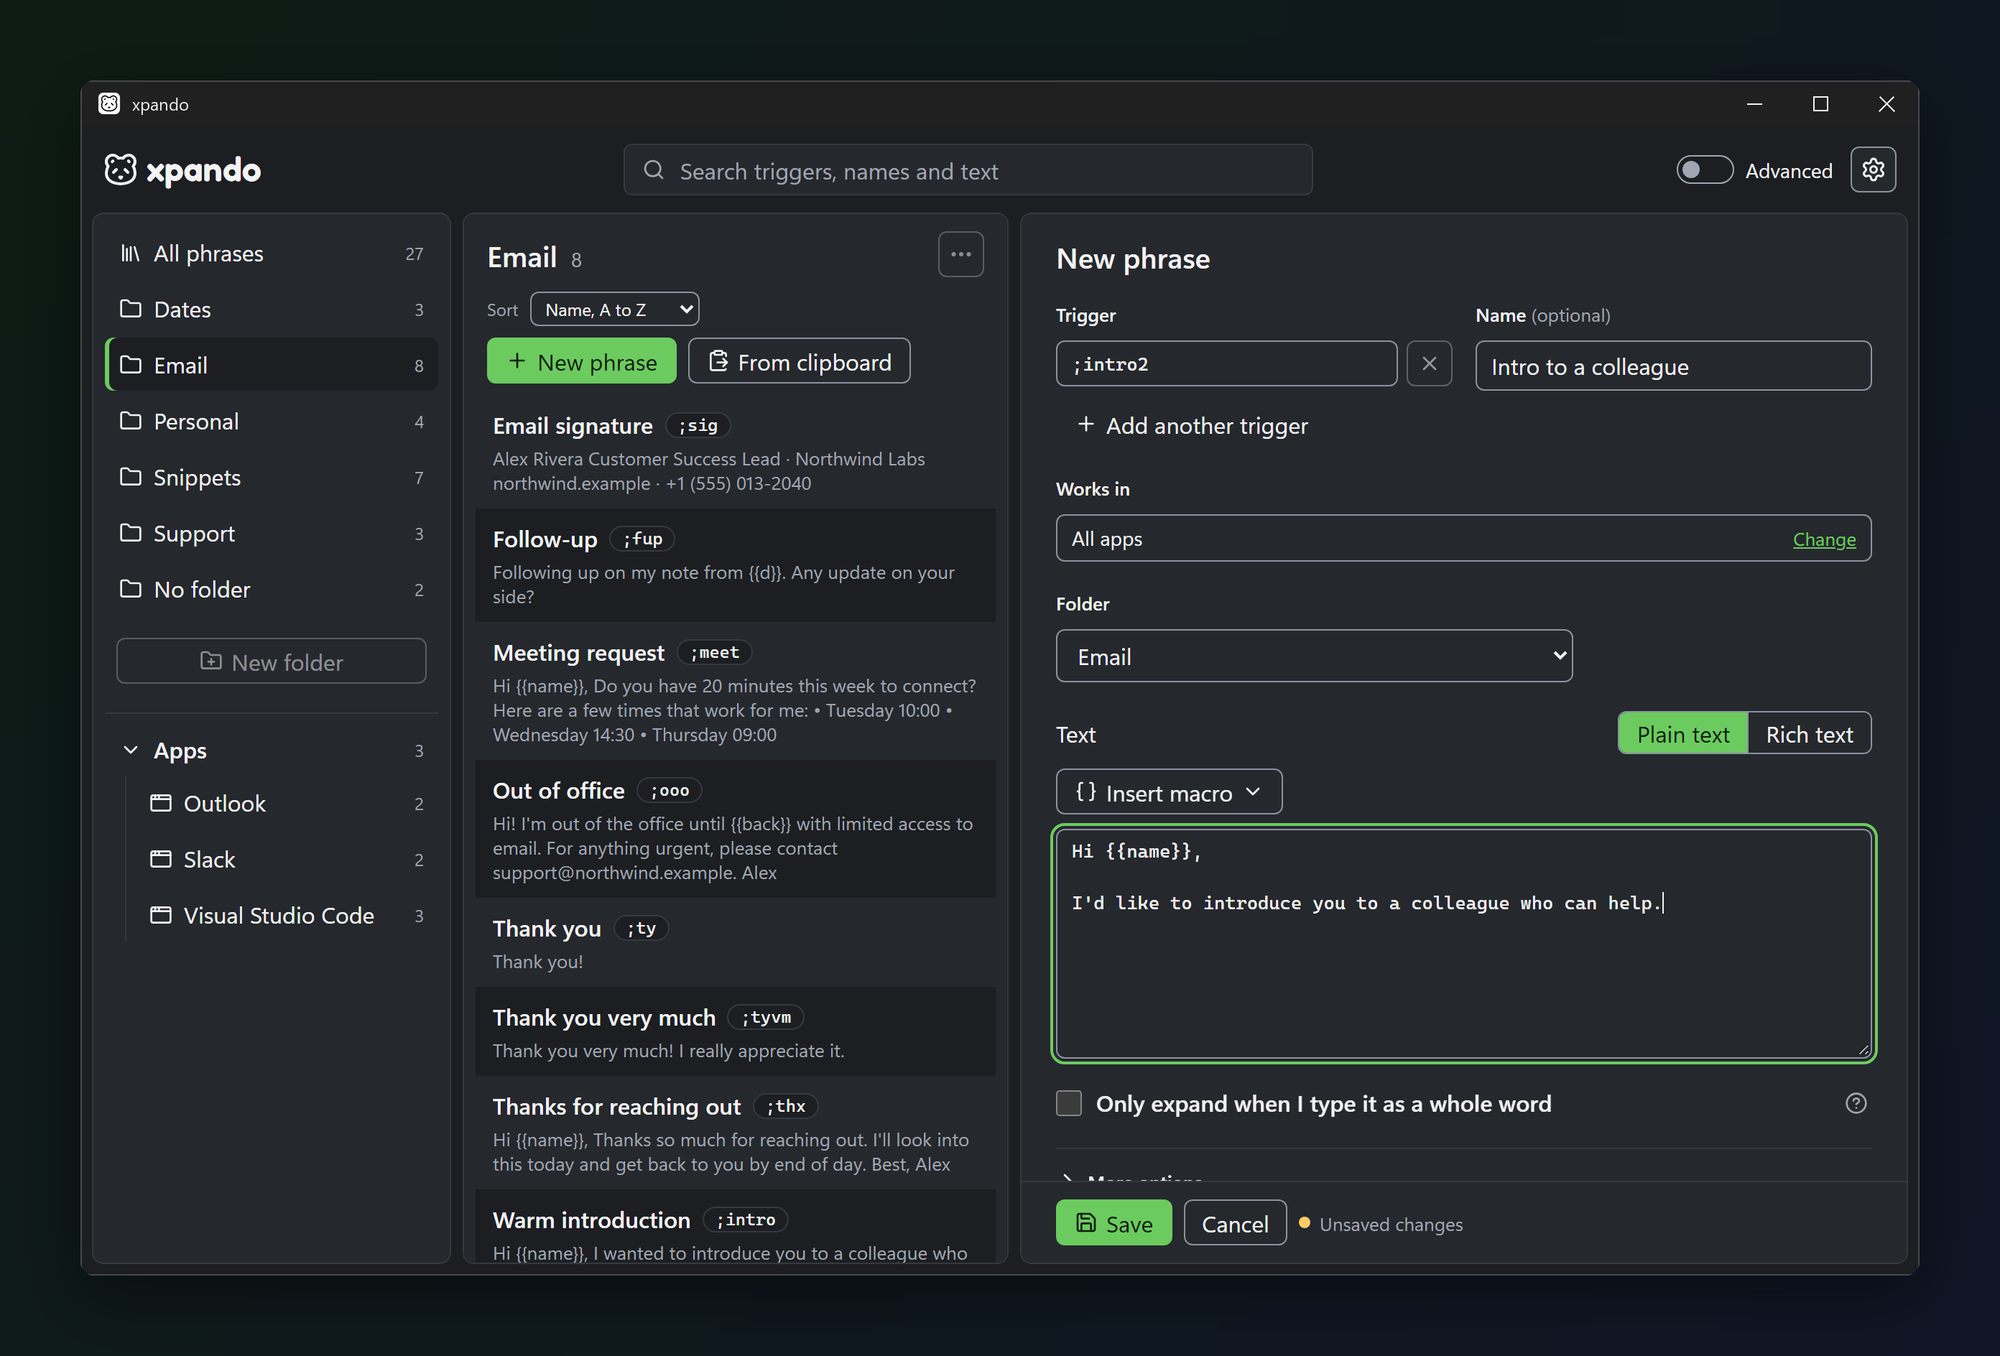 xpando
xpando
Search triggers, names and text
Advanced
All phrases 27
Dates 3
Email 8
Personal 4
Snippets 7
Support 3
No folder 2
New folder
Apps 3
Outlook 2
Slack 2
Visual Studio Code 3
Email 8
Sort Name, A to Z
New phrase From clipboard
Email signature ;sig
Alex Rivera Customer Success Lead · Northwind Labs
northwind.example · +1 (555) 013-2040
Follow-up ;fup
Following up on my note from {{d}}. Any update on your
side?
Meeting request ;meet
Hi {{name}}, Do you have 20 minutes this week to connect?
Here are a few times that work for me: • Tuesday 10:00 •
Wednesday 14:30 • Thursday 09:00
Out of office ;ooo
Hi! I'm out of the office until {{back}} with limited access to
email. For anything urgent, please contact
support@northwind.example. Alex
Thank you ;ty
Thank you!
Thank you very much ;tyvm
Thank you very much! I really appreciate it.
Thanks for reaching out ;thx
Hi {{name}}, Thanks so much for reaching out. I'll look into
this today and get back to you by end of day. Best, Alex
Warm introduction ;intro
Hi {{name}}, I wanted to introduce you to a colleague who
New phrase
Trigger Name (optional)
;intro2 Intro to a colleague
+ Add another trigger
Works in
All apps Change
Folder
Email
Text Plain text Rich text
{} Insert macro
Hi {{name}},
I'd like to introduce you to a colleague who can help.
Only expand when I type it as a whole word
More options
Save Cancel Unsaved changes